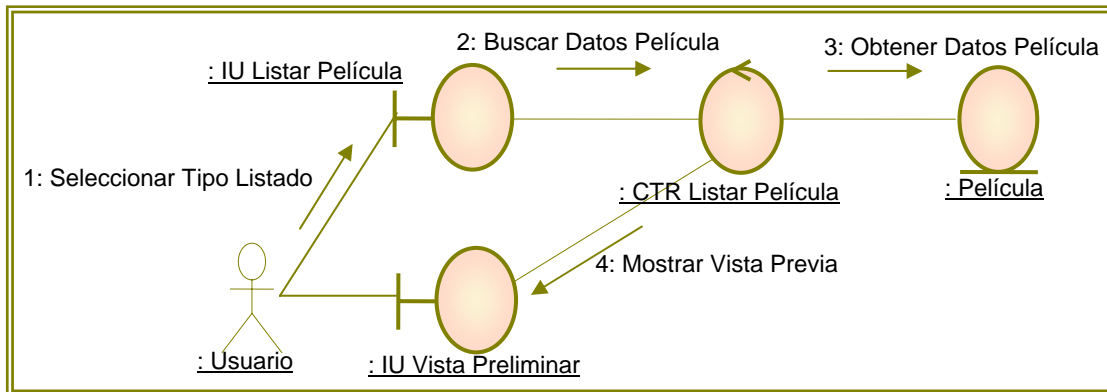 2: Buscar Datos Película
3: Obtener Datos Película
: IU Listar Película
1: Seleccionar Tipo Listado
: CTR Listar Película
: Película
4: Mostrar Vista Previa
: Usuario
: IU Vista Preliminar